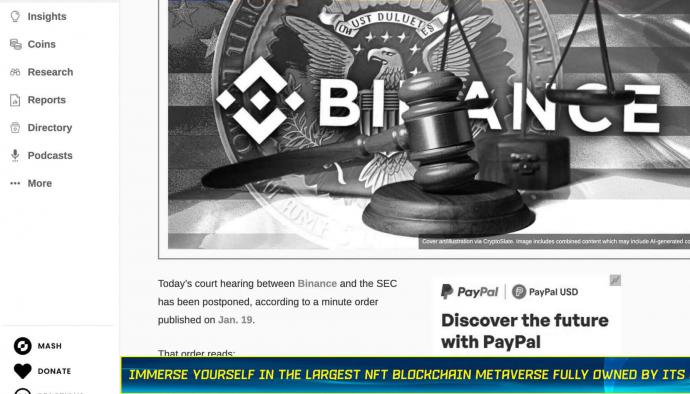 Insights
Coins
Research
Reports
Directory
Podcasts
More
UST DULUET
BINANCE
Cover art/illustration via CryptoSlate. Image includes combined content which may include AI-generated co
Today's court hearing between Binance and the SEC
has been postponed, according to a minute order
published on Jan. 19.
That order reads:
PayPal | PayPal USD
Discover the future
with PayPal
MASH
DONATE
IMMERSE YOURSELF IN THE LARGEST NFT BLOCKCHAIN METAVERSE FULLY OWNED BY ITS